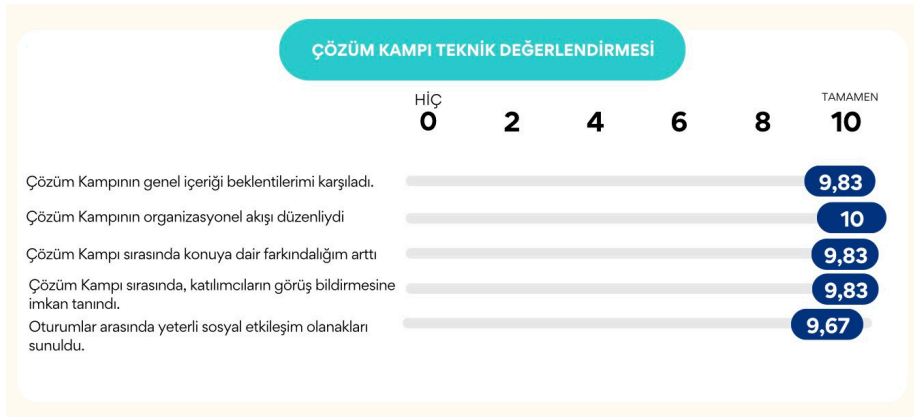 ÇÖZÜM KAMPI TEKNİK DEĞERLENDİRMESİ
HİÇ TAMAMEN
0 2 4 6 8 10
Çözüm Kampının genel içeriği beklentilerimi karşıladı. 9,83
Çözüm Kampının organizasyonel akışı düzenliydi 10
Çözüm Kampı sırasında konuya dair farkındalığım arttı 9,83
Çözüm Kampı sırasında, katılımcıların görüş bildirmesine 9,83
imkan tanındı.
Oturumlar arasında yeterli sosyal etkileşim olanakları 9,67
sunuldu.